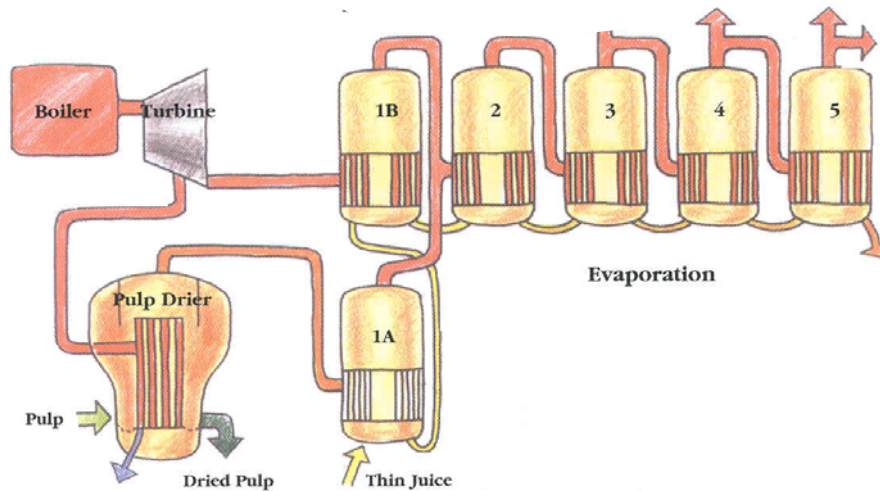 Boiler
Turbine
1B
2
3
4
5
Evaporation
Pulp Drier
1A
Pulp
Dried Pulp
Thin Juice